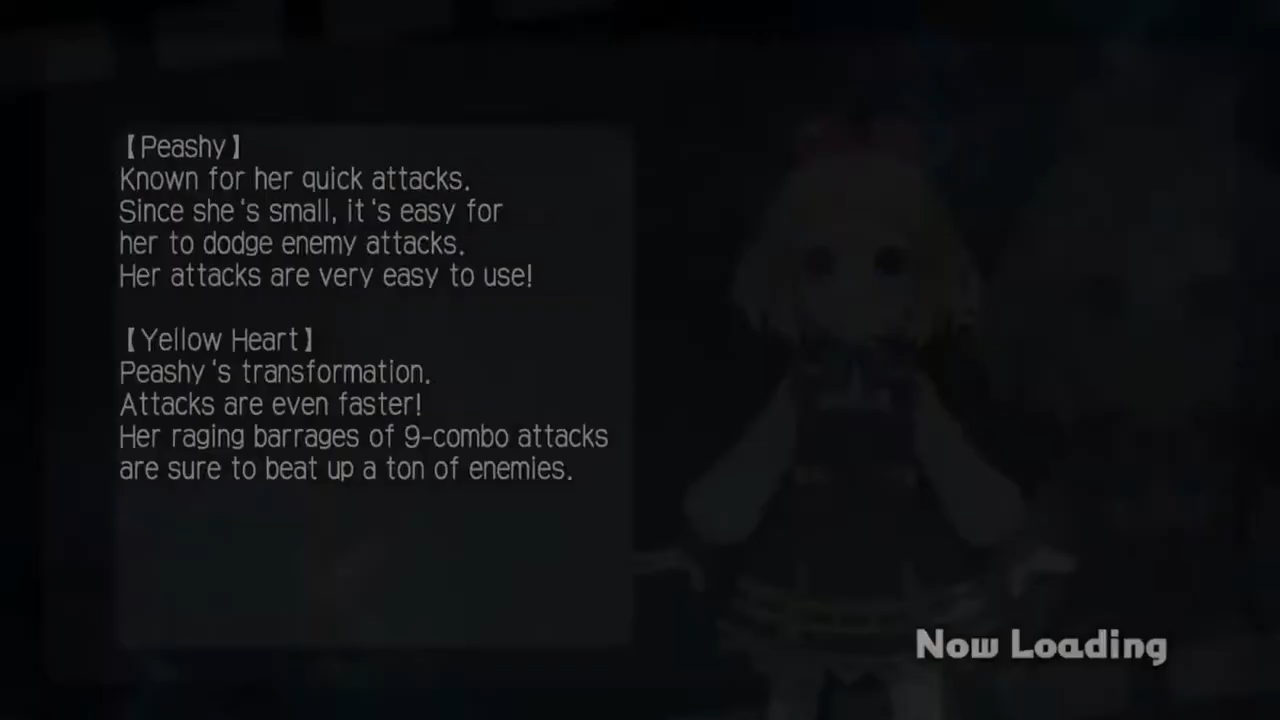 【Peashy】
Known for her quick attacks.
Since she‘s small, it‘s easy for
her to dodge enemy attacks.
Her attacks are very easy to use!
【Yellow Heart】
Peashy‘s transformation.
Attacks are even faster!
Her raging barrages of 9-combo attacks
are sure to beat up a ton of enemies.
Now Loading